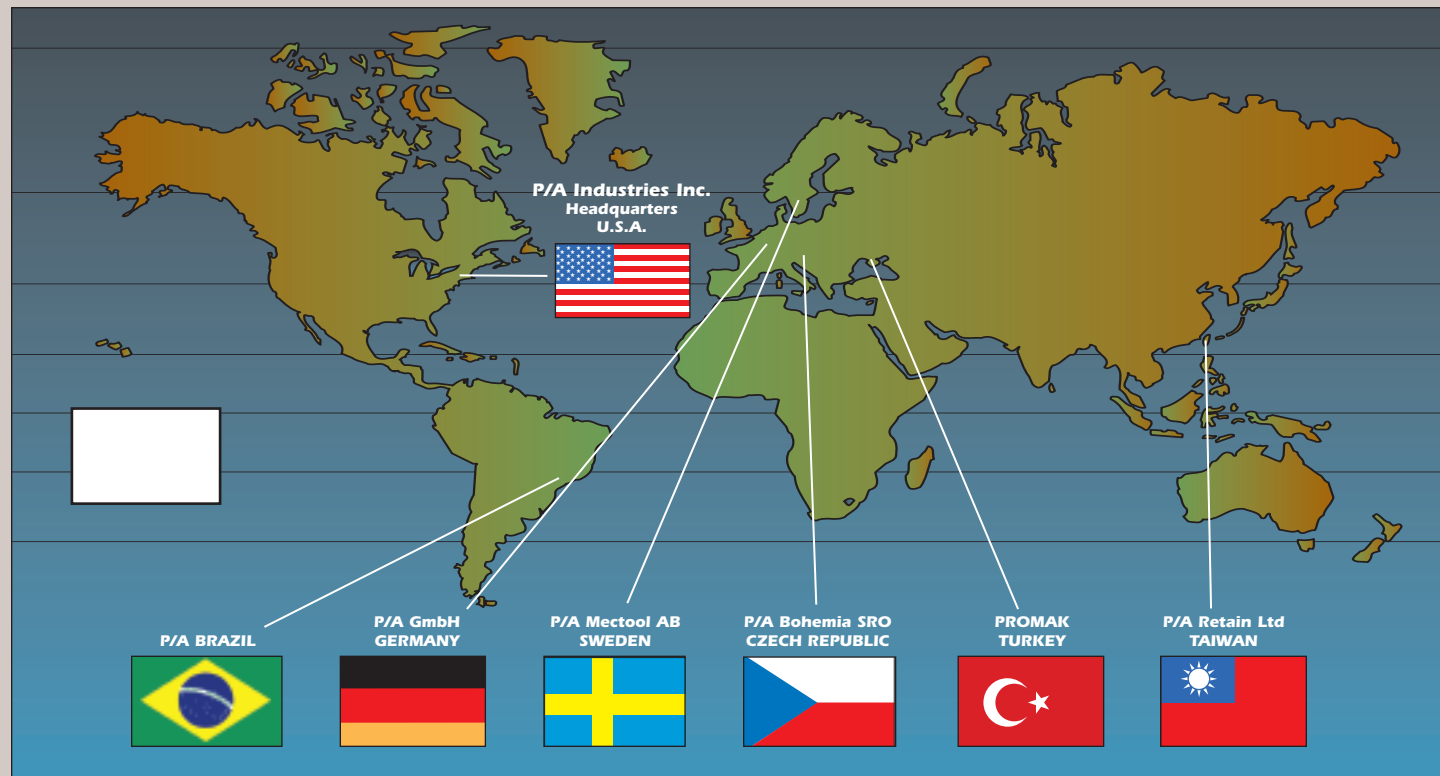 P/A Industries Inc.
Headquarters
U.S.A.
P/A BRAZIL
P/A GmbH
GERMANY
P/A Mectool AB
SWEDEN
P/A Bohemia SRO
CZECH REPUBLIC
PROMAK
TURKEY
P/A Retain Ltd
TAIWAN